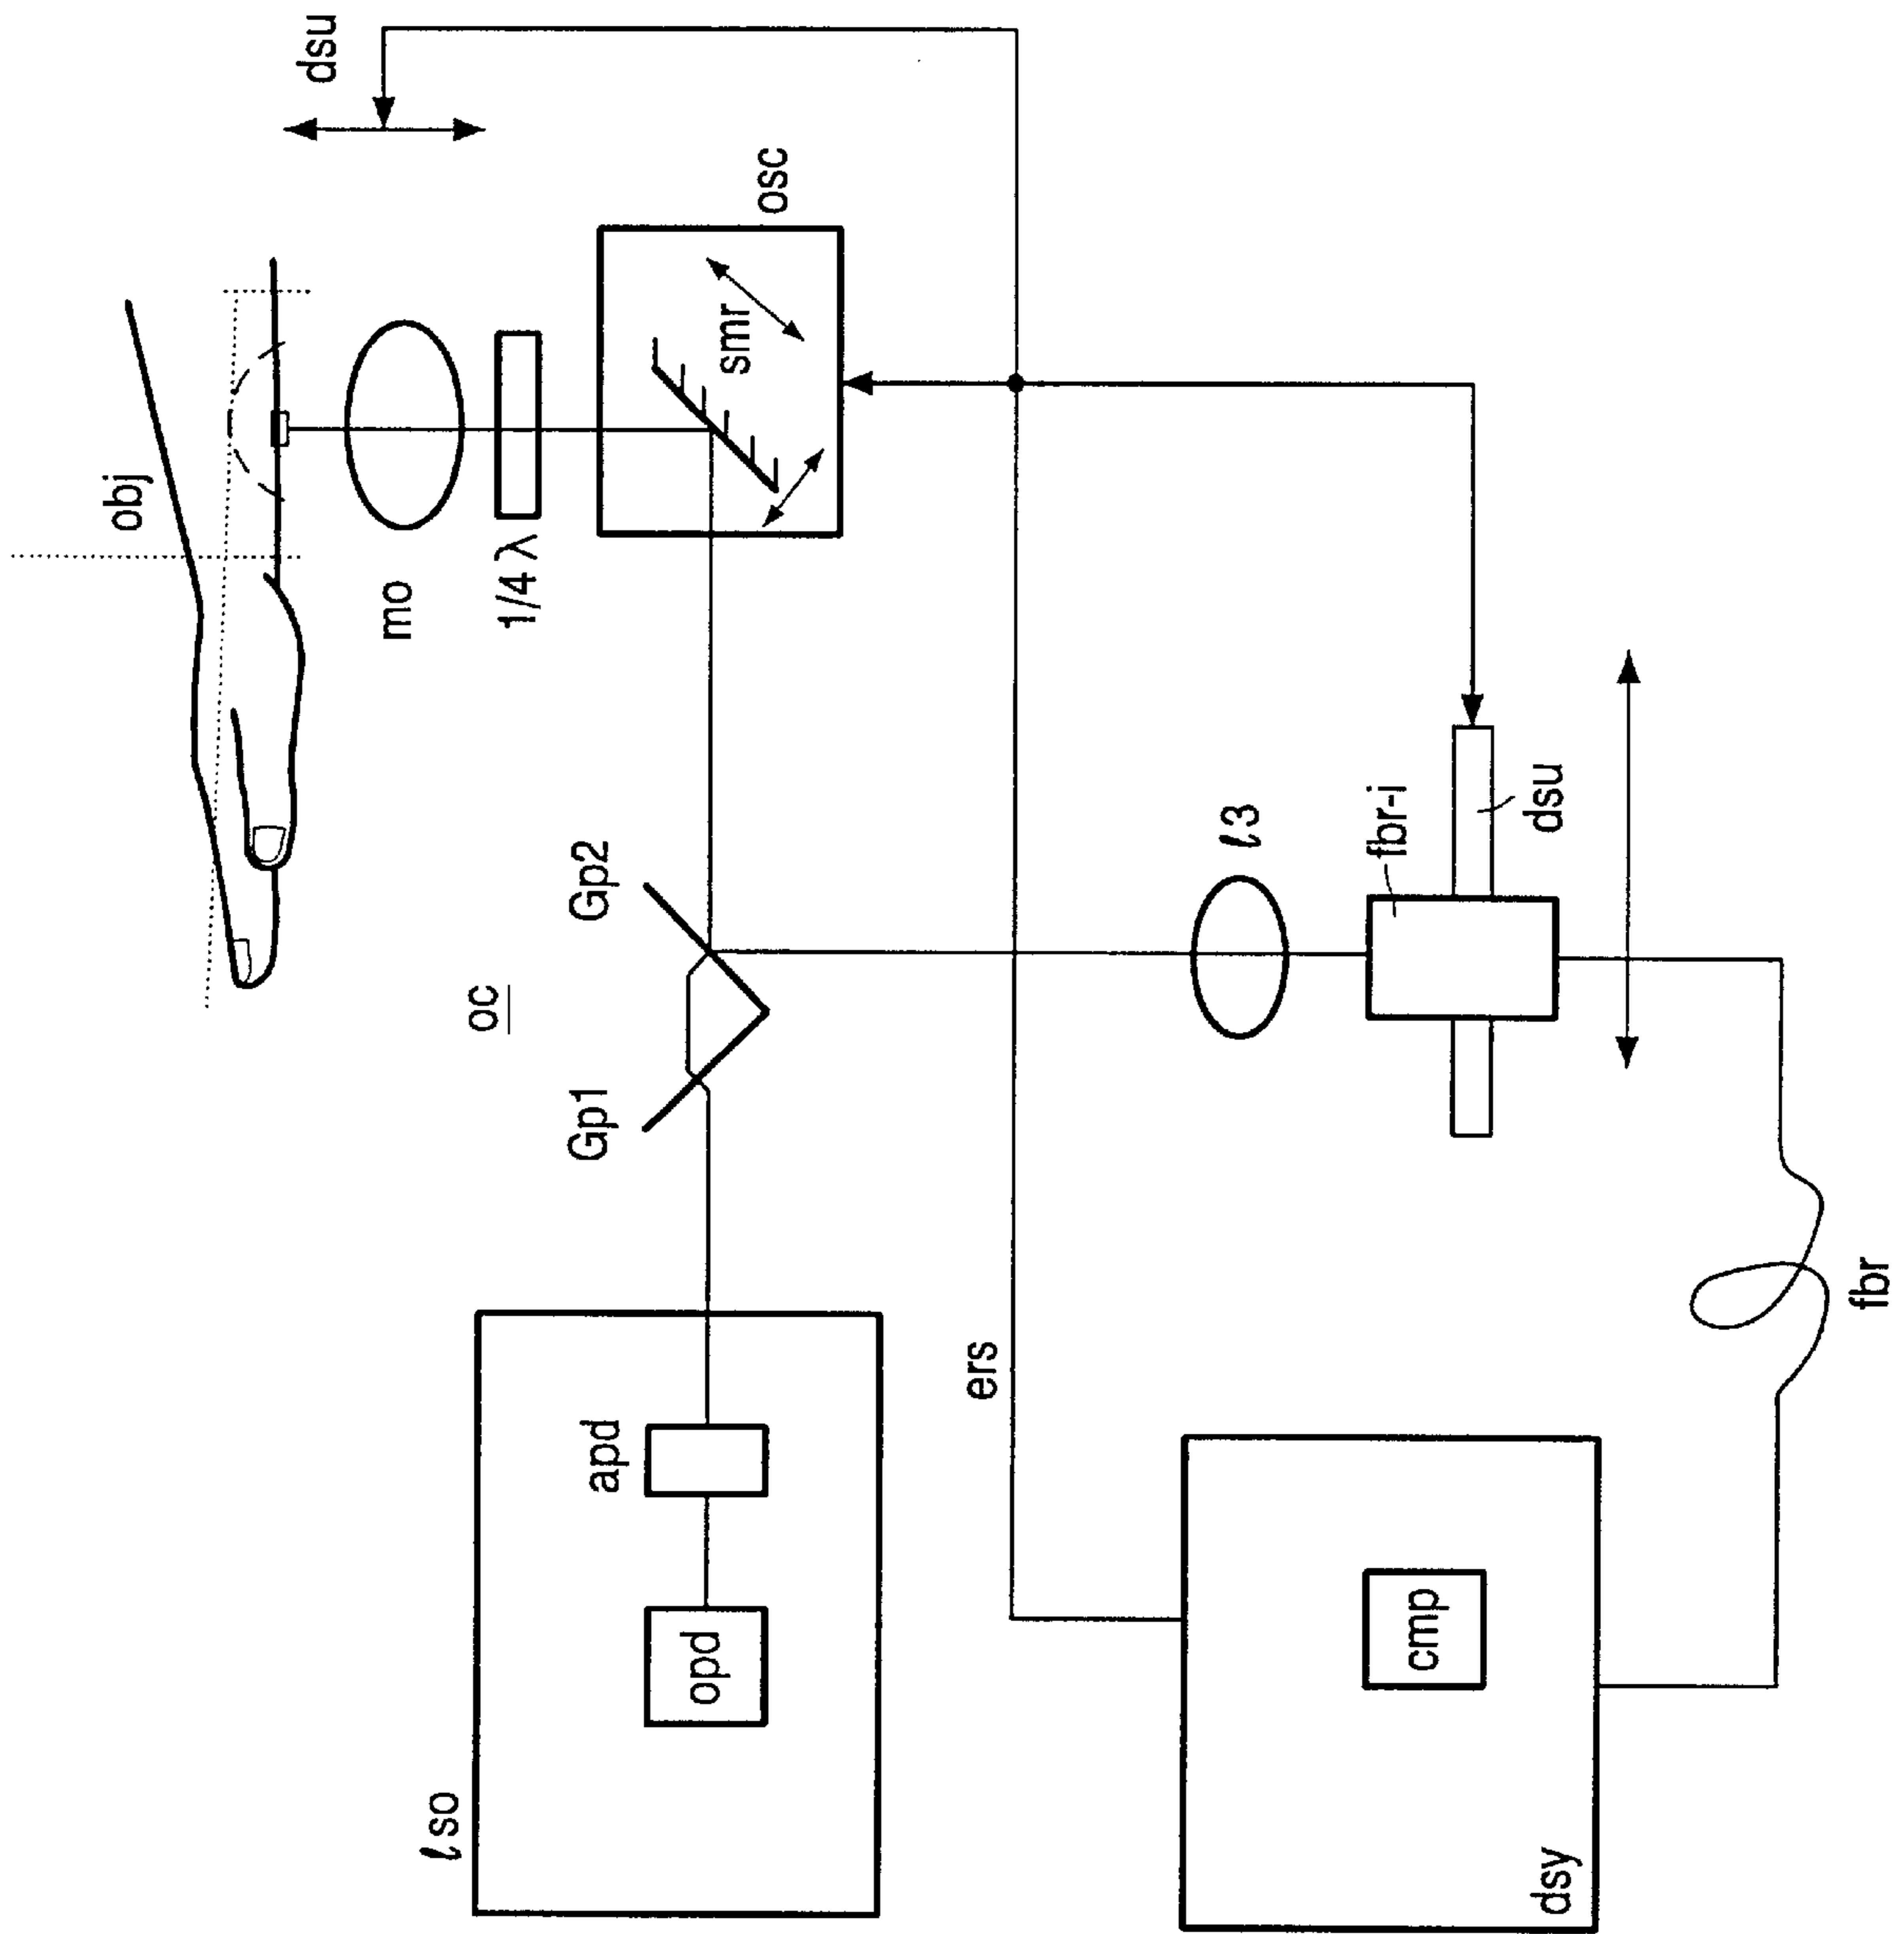 dsu
obj
mo
1/4 λ
osc
smr
oc
Gp1
Gp2
ℓso
opd
apd
ers
ℓ3
fbr-i
dsu
cmp
dsy
fbr